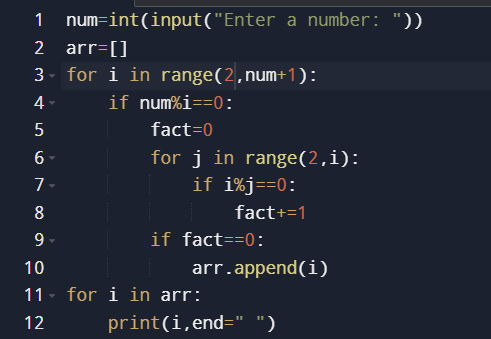 1 num=int(input("Enter a number: "))
2 arr=[]
3 for i in range(2,num+1):
4     if num%i==0:
5         fact=0
6         for j in range(2,i):
7             if i%j==0:
8                 fact+=1
9         if fact==0:
10             arr.append(i)
11 for i in arr:
12     print(i,end=" ")